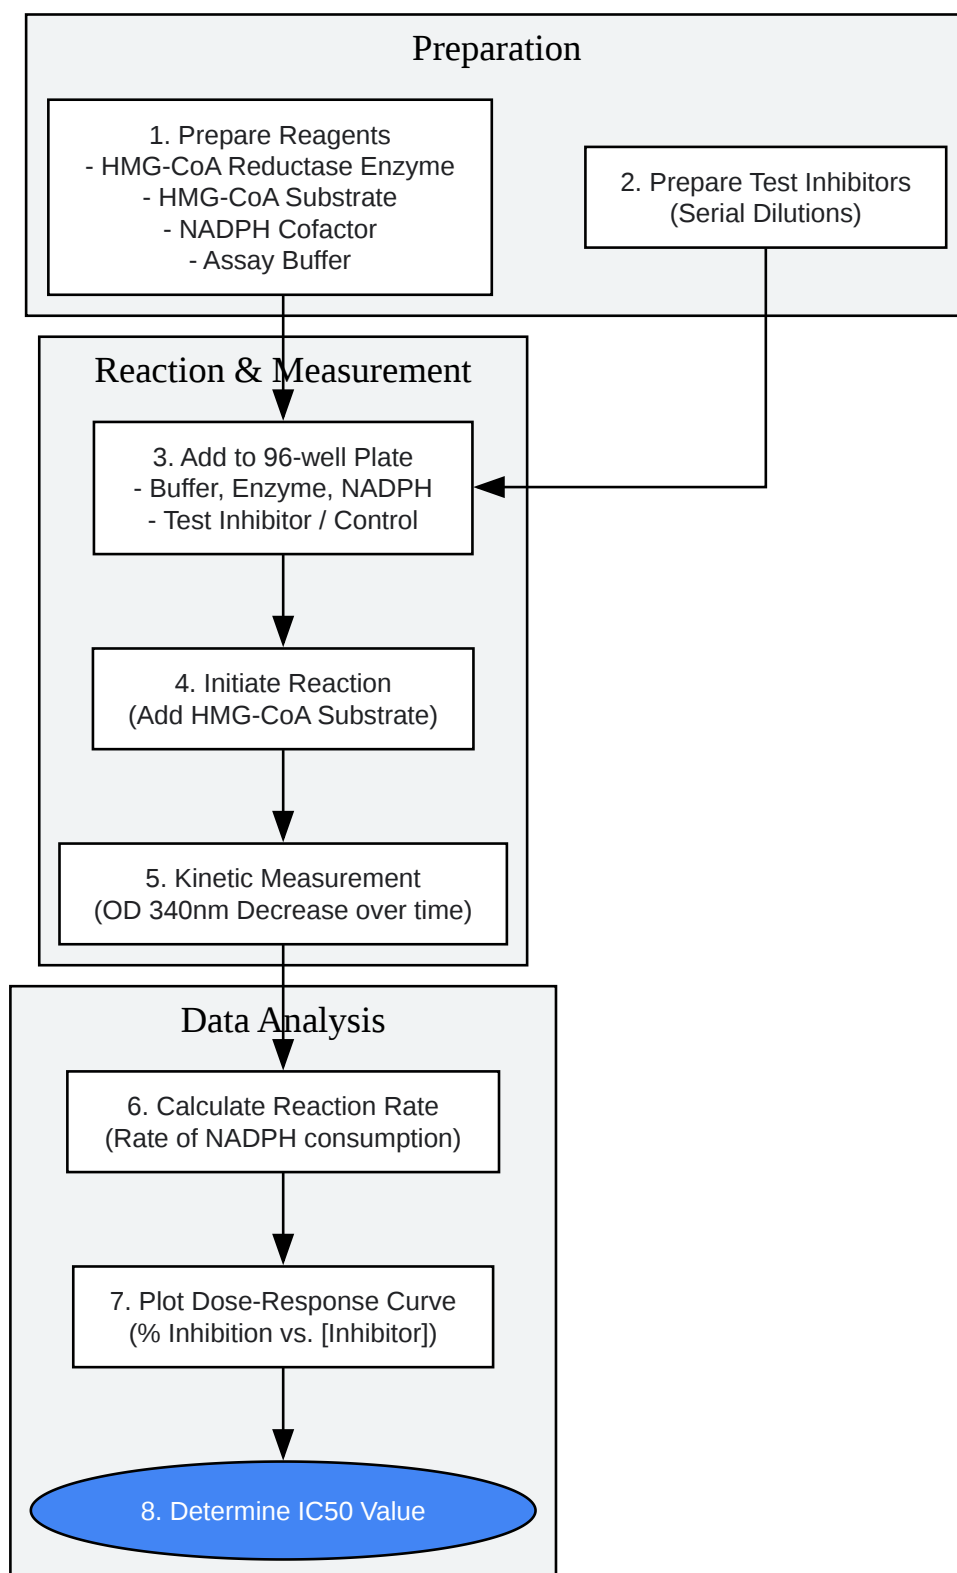 Preparation
1. Prepare Reagents
- HMG-CoA Reductase Enzyme
- HMG-CoA Substrate
- NADPH Cofactor
- Assay Buffer
2. Prepare Test Inhibitors
(Serial Dilutions)
Reaction & Measurement
3. Add to 96-well Plate
- Buffer, Enzyme, NADPH
- Test Inhibitor / Control
4. Initiate Reaction
(Add HMG-CoA Substrate)
5. Kinetic Measurement
(OD 340nm Decrease over time)
Data Analysis
6. Calculate Reaction Rate
(Rate of NADPH consumption)
7. Plot Dose-Response Curve
(% Inhibition vs. [Inhibitor])
8. Determine IC50 Value